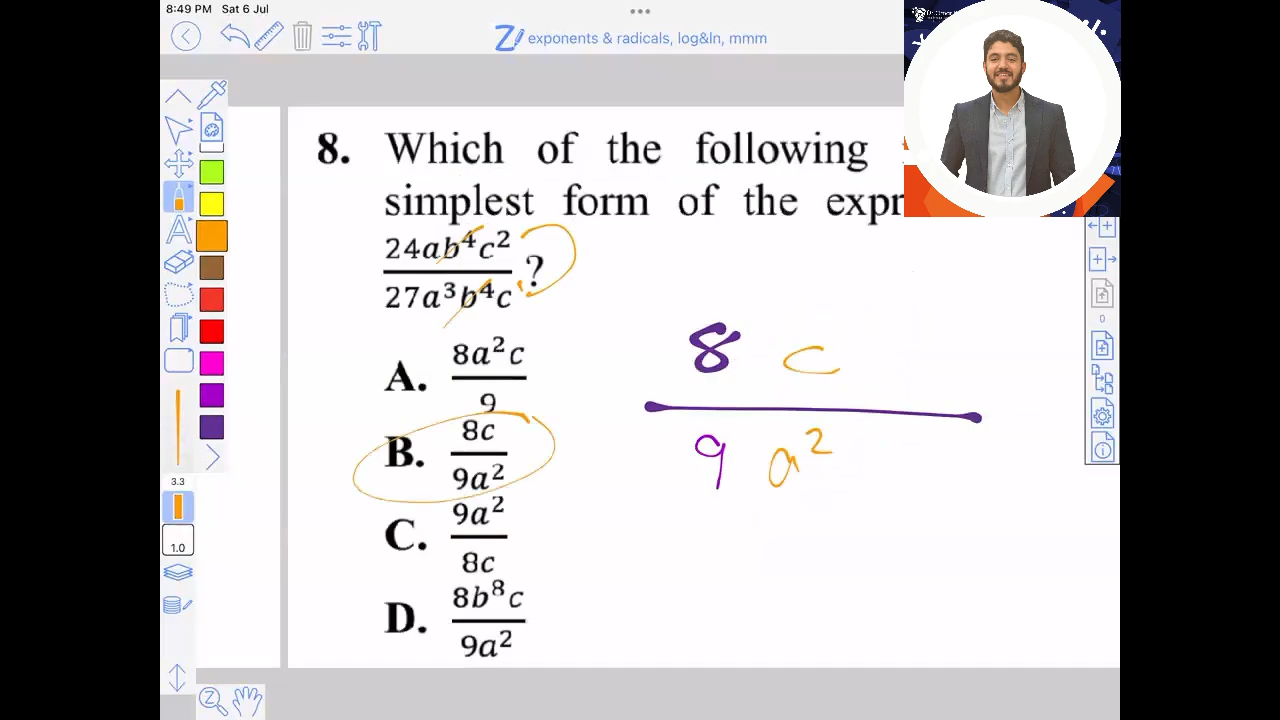 8:49 PM Sat 6 Jul
exponents & radicals, log&ln, mmm
8. Which of the following
simplest form of the expr
24ab⁴c²
27a³b⁴c
?
A. 8a²c
9
B. 8c
9a²
C. 9a²
8c
D. 8b⁸c
9a²
8 c
9 a²
3.3
1.0
0